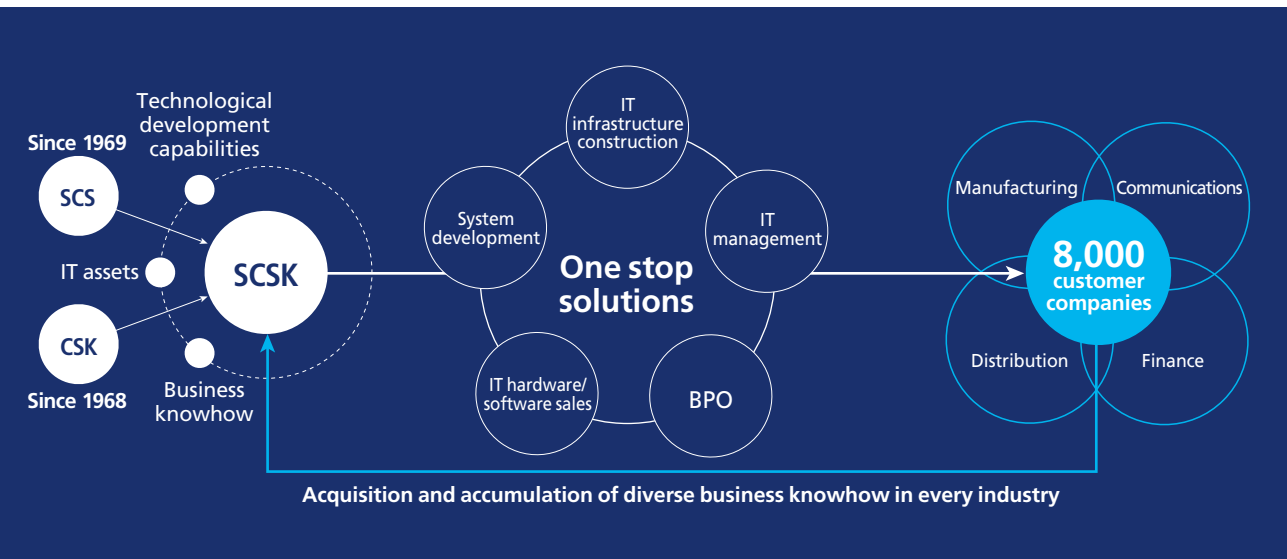 Technological
development
capabilities
Since 1969
SCS
IT assets
SCSK
CSK
Since 1968
Business
knowhow
IT
infrastructure
construction
System
development
IT
management
One stop
solutions
IT hardware/
software sales
BPO
Manufacturing
Communications
8,000
customer
companies
Distribution
Finance
Acquisition and accumulation of diverse business knowhow in every industry